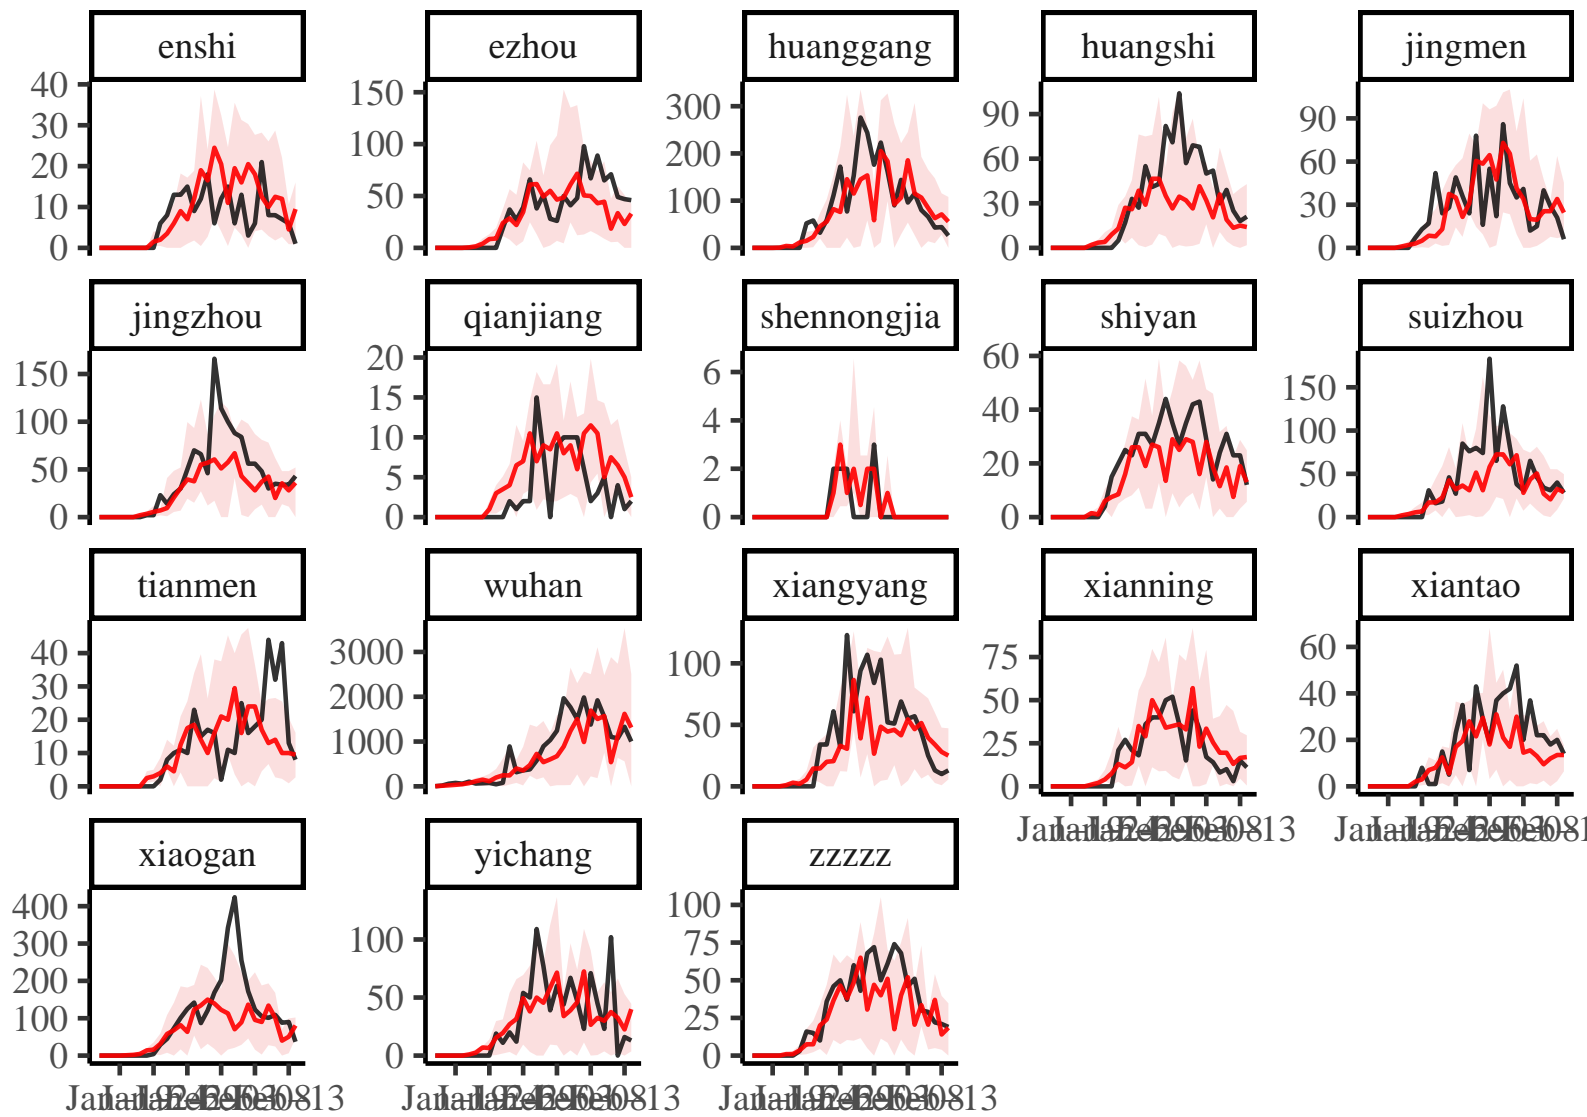 enshi ezhou huanggang huangshi jingmen
40 30 20 10 0
150 100 50 0
300 200 100 0
90 60 30 0
90 60 30 0
jingzhou qianjiang shennongjia shiyan suizhou
150 100 50 0
20 15 10 5 0
6 4 2 0
60 40 20 0
150 100 50 0
tianmen wuhan xiangyang xianning xiantao
40 30 20 10 0
3000 2000 1000 0
100 50 0
75 50 25 0
60 40 20 0
xiaogan yichang zzzzz
400 300 200 100 0
100 50 0
100 75 50 25 0